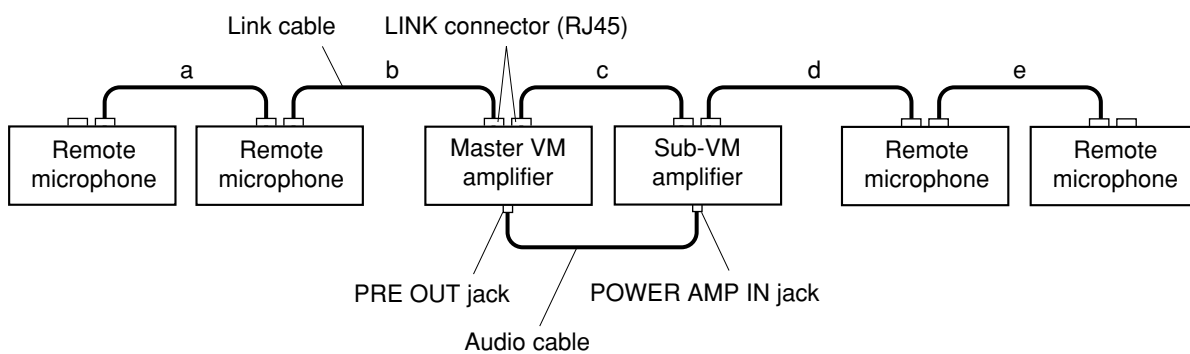 Link cable
LINK connector (RJ45)
a
b
c
d
e
Remote
microphone
Remote
microphone
Master VM
amplifier
Sub-VM
amplifier
Remote
microphone
Remote
microphone
PRE OUT jack
POWER AMP IN jack
Audio cable